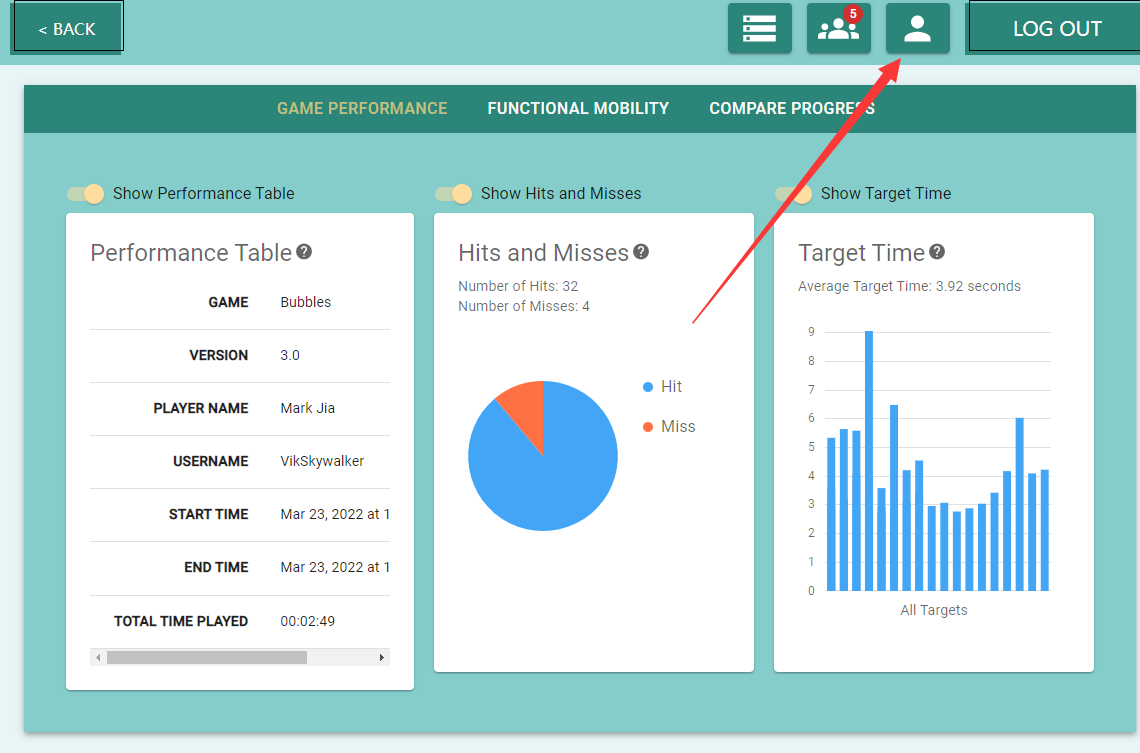 < BACK
5
LOG OUT
GAME PERFORMANCE FUNCTIONAL MOBILITY COMPARE PROGRESS
Show Performance Table
Performance Table ?
GAME Bubbles
VERSION 3.0
PLAYER NAME Mark Jia
USERNAME VikSkywalker
START TIME Mar 23, 2022 at 1
END TIME Mar 23, 2022 at 1
TOTAL TIME PLAYED 00:02:49
Show Hits and Misses
Hits and Misses ?
Number of Hits: 32
Number of Misses: 4
Hit
Miss
Show Target Time
Target Time ?
Average Target Time: 3.92 seconds
9
8
7
6
5
4
3
2
1
0
All Targets